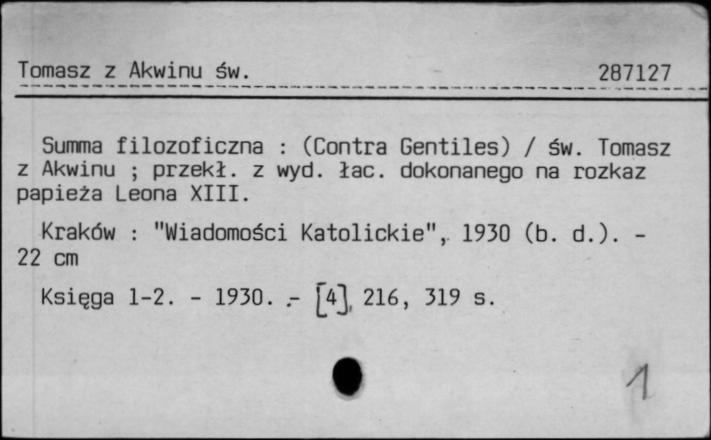 Tomasz z Akwinu św. 287127
Summa filozoficzna : (Contra Gentiles) / św. Tomasz
z Akwinu ; przekł. z wyd. łac. dokonanego na rozkaz
papieża Leona XIII.
Kraków : "Wiadomości Katolickie", 1930 (b. d.). -
22 cm
Księga 1-2. - 1930. - [4], 216, 319 s.
1